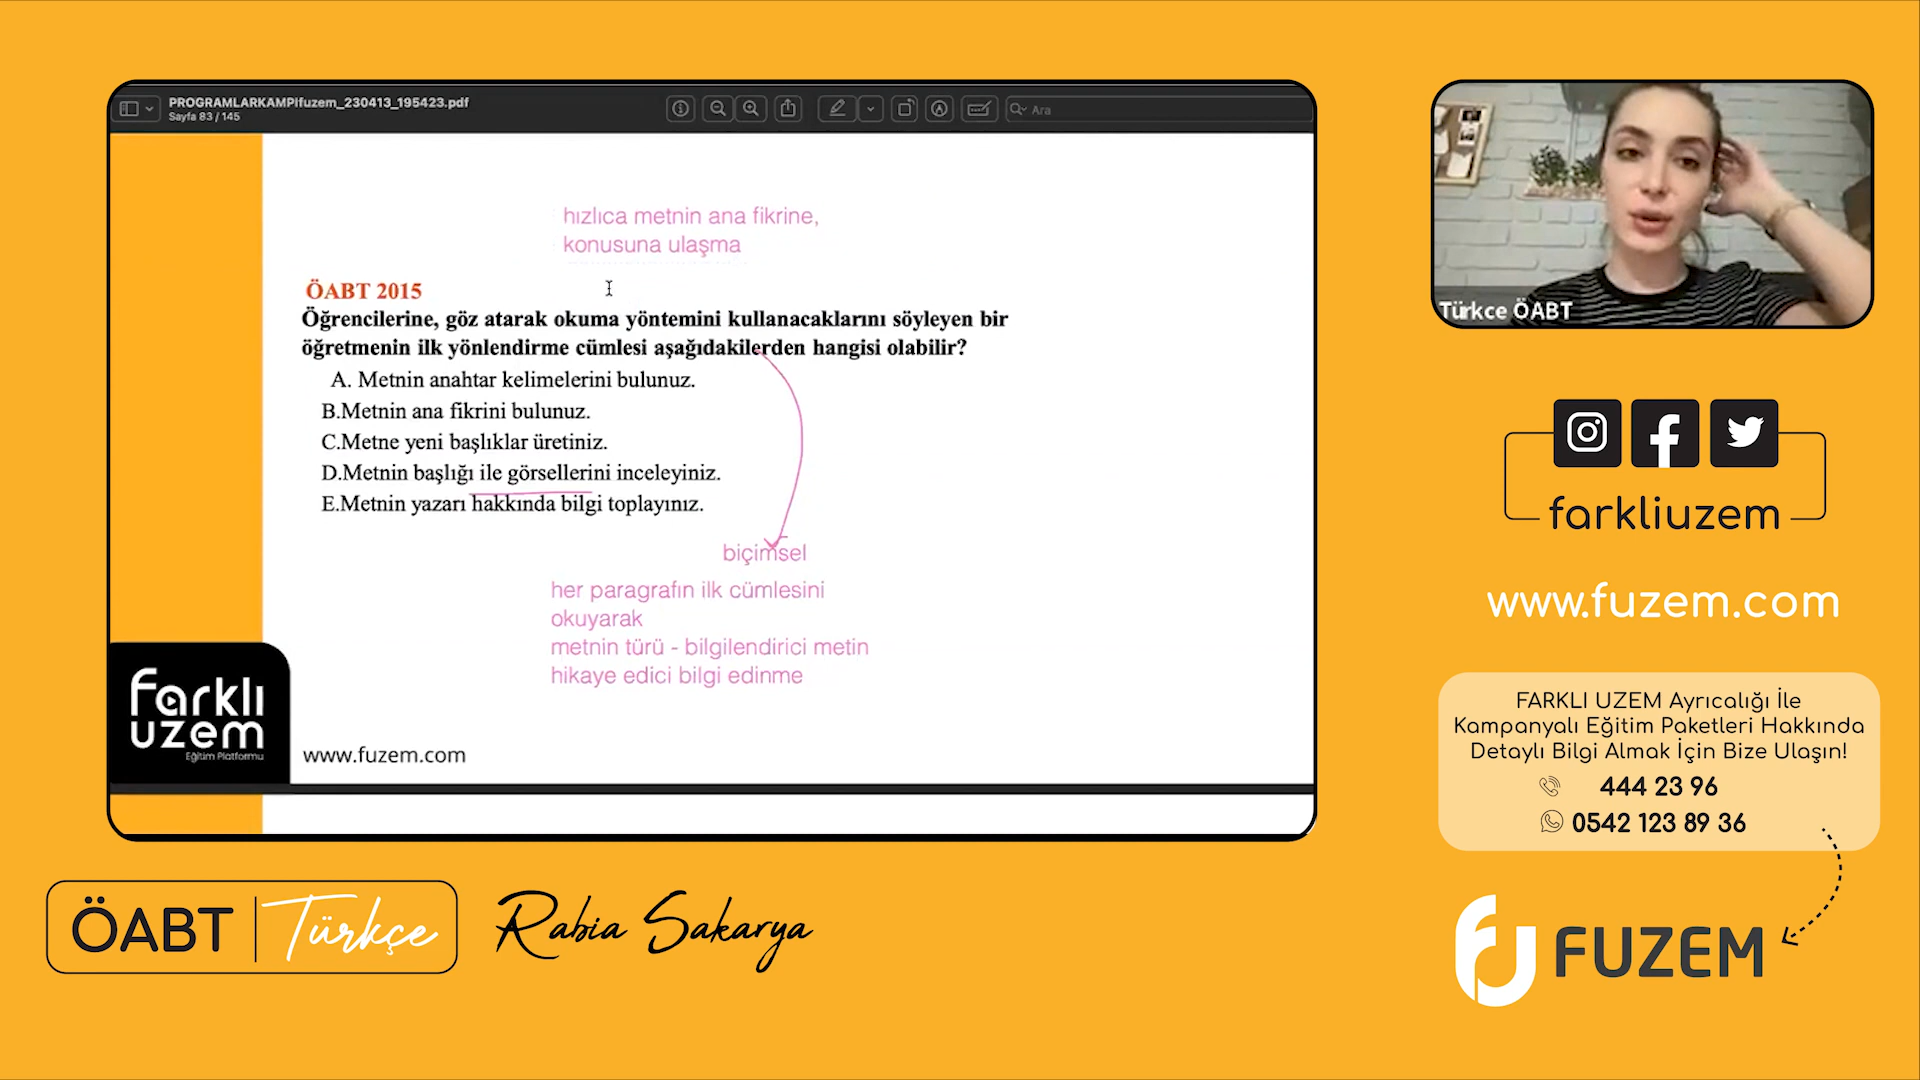 PROGRAMLARKAMPIfuzem_230413_195423.pdf
Sayfa 83 / 145
Ara
hızlıca metnin ana fikrine,
konusuna ulaşma
ÖABT 2015
Öğrencilerine, göz atarak okuma yöntemini kullanacaklarını söyleyen bir
öğretmenin ilk yönlendirme cümlesi aşağıdakilerden hangisi olabilir?
A. Metnin anahtar kelimelerini bulunuz.
B.Metnin ana fikrini bulunuz.
C.Metne yeni başlıklar üretiniz.
D.Metnin başlığı ile görsellerini inceleyiniz.
E.Metnin yazarı hakkında bilgi toplayınız.
biçimsel
her paragrafın ilk cümlesini
okuyarak
metnin türü - bilgilendirici metin
hikaye edici bilgi edinme
farklı
uzem
Eğitim Platformu
www.fuzem.com
Türkce ÖABT
farkliuzem
www.fuzem.com
FARKLI UZEM Ayrıcalığı İle
Kampanyalı Eğitim Paketleri Hakkında
Detaylı Bilgi Almak İçin Bize Ulaşın!
444 23 96
0542 123 89 36
ÖABT Türkçe
Rabia Sakarya
FUZEM